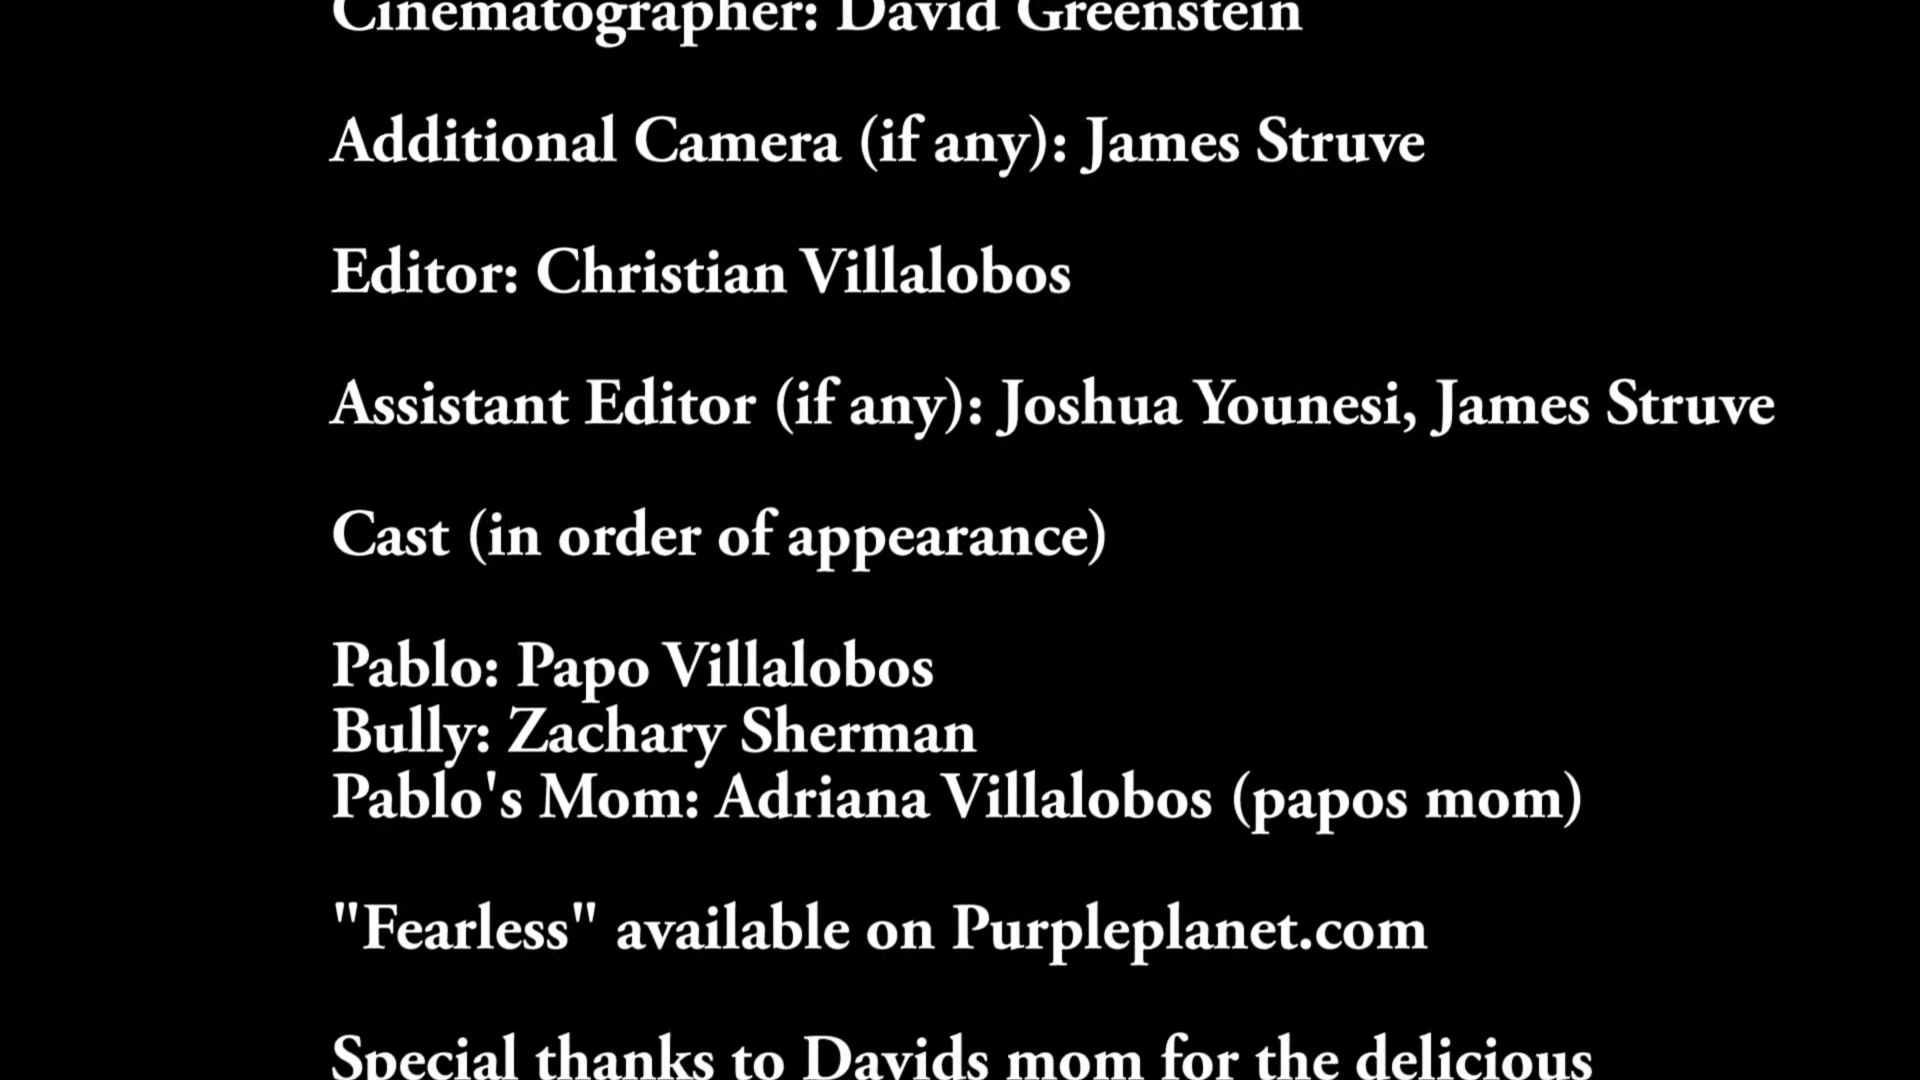 Cinematographer: David Greenstein
Additional Camera (if any): James Struve
Editor: Christian Villalobos
Assistant Editor (if any): Joshua Younesi, James Struve
Cast (in order of appearance)
Pablo: Papo Villalobos
Bully: Zachary Sherman
Pablo's Mom: Adriana Villalobos (papos mom)
"Fearless" available on Purpleplanet.com
Special thanks to Davids mom for the delicious